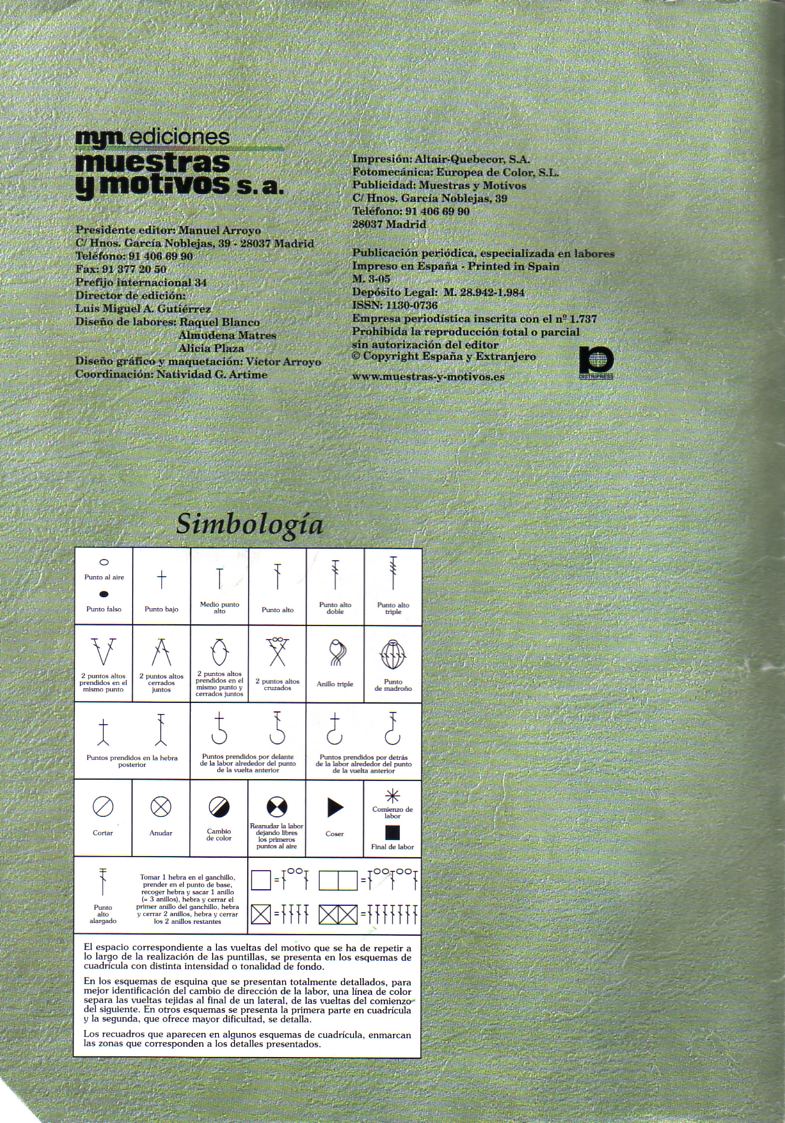 mym ediciones
muestras
y motivos s.a.
Presidente editor: Manuel Arroyo
C/ Hnos. García Noblejas, 39 - 28037 Madrid
Teléfono: 91 406 69 90
Fax: 91 377 20 50
Prefijo internacional 34
Director de edición:
Luis Miguel A. Gutiérrez
Diseño de labores: Raquel Blanco
Almudena Matres
Alicia Plaza
Diseño gráfico y maquetación: Víctor Arroyo
Coordinación: Natividad G. Artime
Impresión: Altair-Quebecor, S.A.
Fotomecánica: Europea de Color, S.L.
Publicidad: Muestras y Motivos
C/ Hnos. García Noblejas, 39
Teléfono: 91 406 69 90
28037 Madrid
Publicación periódica, especializada en labores
Impreso en España - Printed in Spain
M. 3-05
Depósito Legal: M. 28.942-1.984
ISSN: 1130-0736
Empresa periodística inscrita con el nº 1.737
Prohibida la reproducción total o parcial
sin autorización del editor
© Copyright España y Extranjero
www.muestras-y-motivos.es
Simbología
Punto al aire
Punto falso
Punto bajo
Medio punto
alto
Punto alto
Punto alto
doble
Punto alto
triple
2 puntos altos
prendidos en el
mismo punto
2 puntos altos
cerrados
juntos
2 puntos altos
prendidos en el
mismo punto y
cerrados juntos
2 puntos altos
cruzados
Anillo triple
Punto
de madroño
Puntos prendidos en la hebra
posterior
Puntos prendidos por delante
de la labor alrededor del punto
de la vuelta anterior
Puntos prendidos por detrás
de la labor alrededor del punto
de la vuelta anterior
Cortar
Anudar
Cambio
de color
Reanudar la labor
dejando libres
los primeros
puntos al aire
Coser
Comienzo de
labor
Final de labor
Punto
alto
alargado
Tomar 1 hebra en el ganchillo,
prender en el punto de base,
recoger hebra y sacar 1 anillo
(= 3 anillos), hebra y cerrar el
primer anillo del ganchillo, hebra
y cerrar 2 anillos, hebra y cerrar
los 2 anillos restantes
El espacio correspondiente a las vueltas del motivo que se ha de repetir a
lo largo de la realización de las puntillas, se presenta en los esquemas de
cuadrícula con distinta intensidad o tonalidad de fondo.
En los esquemas de esquina que se presentan totalmente detallados, para
mejor identificación del cambio de dirección de la labor, una línea de color
separa las vueltas tejidas al final de un lateral, de las vueltas del comienzo
del siguiente. En otros esquemas se presenta la primera parte en cuadrícula
y la segunda, que ofrece mayor dificultad, se detalla.
Los recuadros que aparecen en algunos esquemas de cuadrícula, enmarcan
las zonas que corresponden a los detalles presentados.